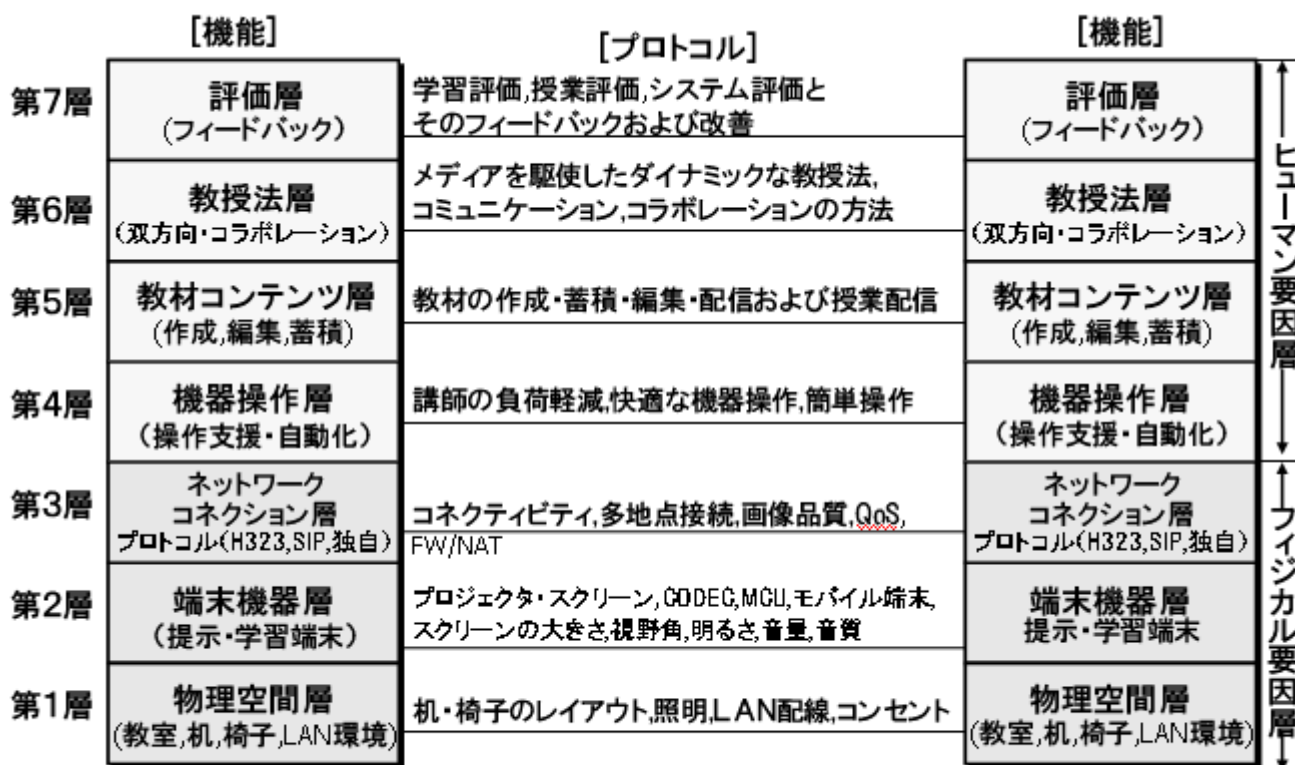 [機能]
[プロトコル]
[機能]
第7層
評価層
(フィードバック)
学習評価,授業評価,システム評価と
そのフィードバックおよび改善
評価層
(フィードバック)
第6層
教授法層
(双方向・コラボレーション)
メディアを駆使したダイナミックな教授法,
コミュニケーション,コラボレーションの方法
教授法層
(双方向・コラボレーション)
第5層
教材コンテンツ層
(作成,編集,蓄積)
教材の作成・蓄積・編集・配信および授業配信
教材コンテンツ層
(作成,編集,蓄積)
第4層
機器操作層
(操作支援・自動化)
講師の負荷軽減,快適な機器操作,簡単操作
機器操作層
(操作支援・自動化)
ヒューマン要因層
第3層
ネットワーク
コネクション層
プロトコル(H323,SIP,独自)
コネクティビティ,多地点接続,画像品質,QoS,
FW/NAT
ネットワーク
コネクション層
プロトコル(H323,SIP,独自)
第2層
端末機器層
(提示・学習端末)
プロジェクタ・スクリーン,CODEC,MCU,モバイル端末,
スクリーンの大きさ,視野角,明るさ,音量,音質
端末機器層
提示・学習端末
第1層
物理空間層
(教室,机,椅子,LAN環境)
机・椅子のレイアウト,照明,LAN配線,コンセント
物理空間層
(教室,机,椅子,LAN環境)
フィジカル要因層